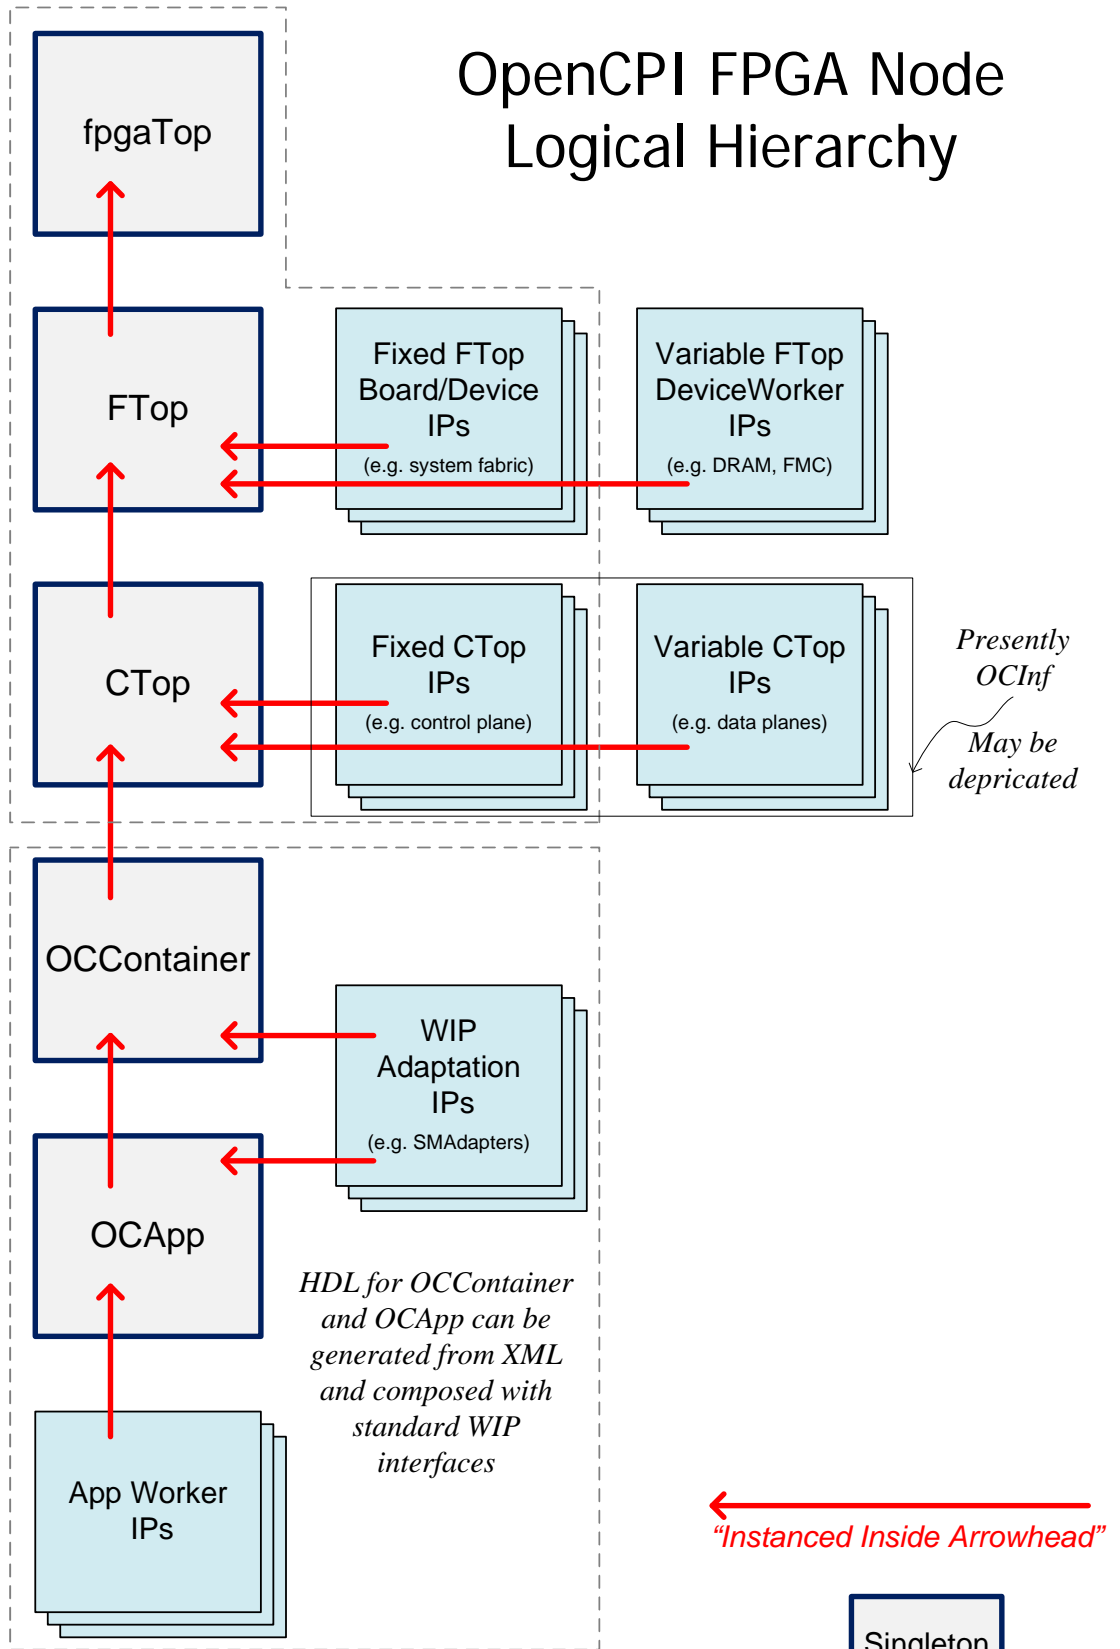 OpenCPI FPGA Node
Logical Hierarchy
fpgaTop
FTop
Fixed FTop
Board/Device
IPs
(e.g. system fabric)
Variable FTop
DeviceWorker
IPs
(e.g. DRAM, FMC)
CTop
Fixed CTop
IPs
(e.g. control plane)
Variable CTop
IPs
(e.g. data planes)
Presently
OCInf
May be
depricated
OCContainer
WIP
Adaptation
IPs
(e.g. SMAdapters)
OCApp
HDL for OCContainer
and OCApp can be
generated from XML
and composed with
standard WIP
interfaces
App Worker
IPs
“Instanced Inside Arrowhead”
Singleton